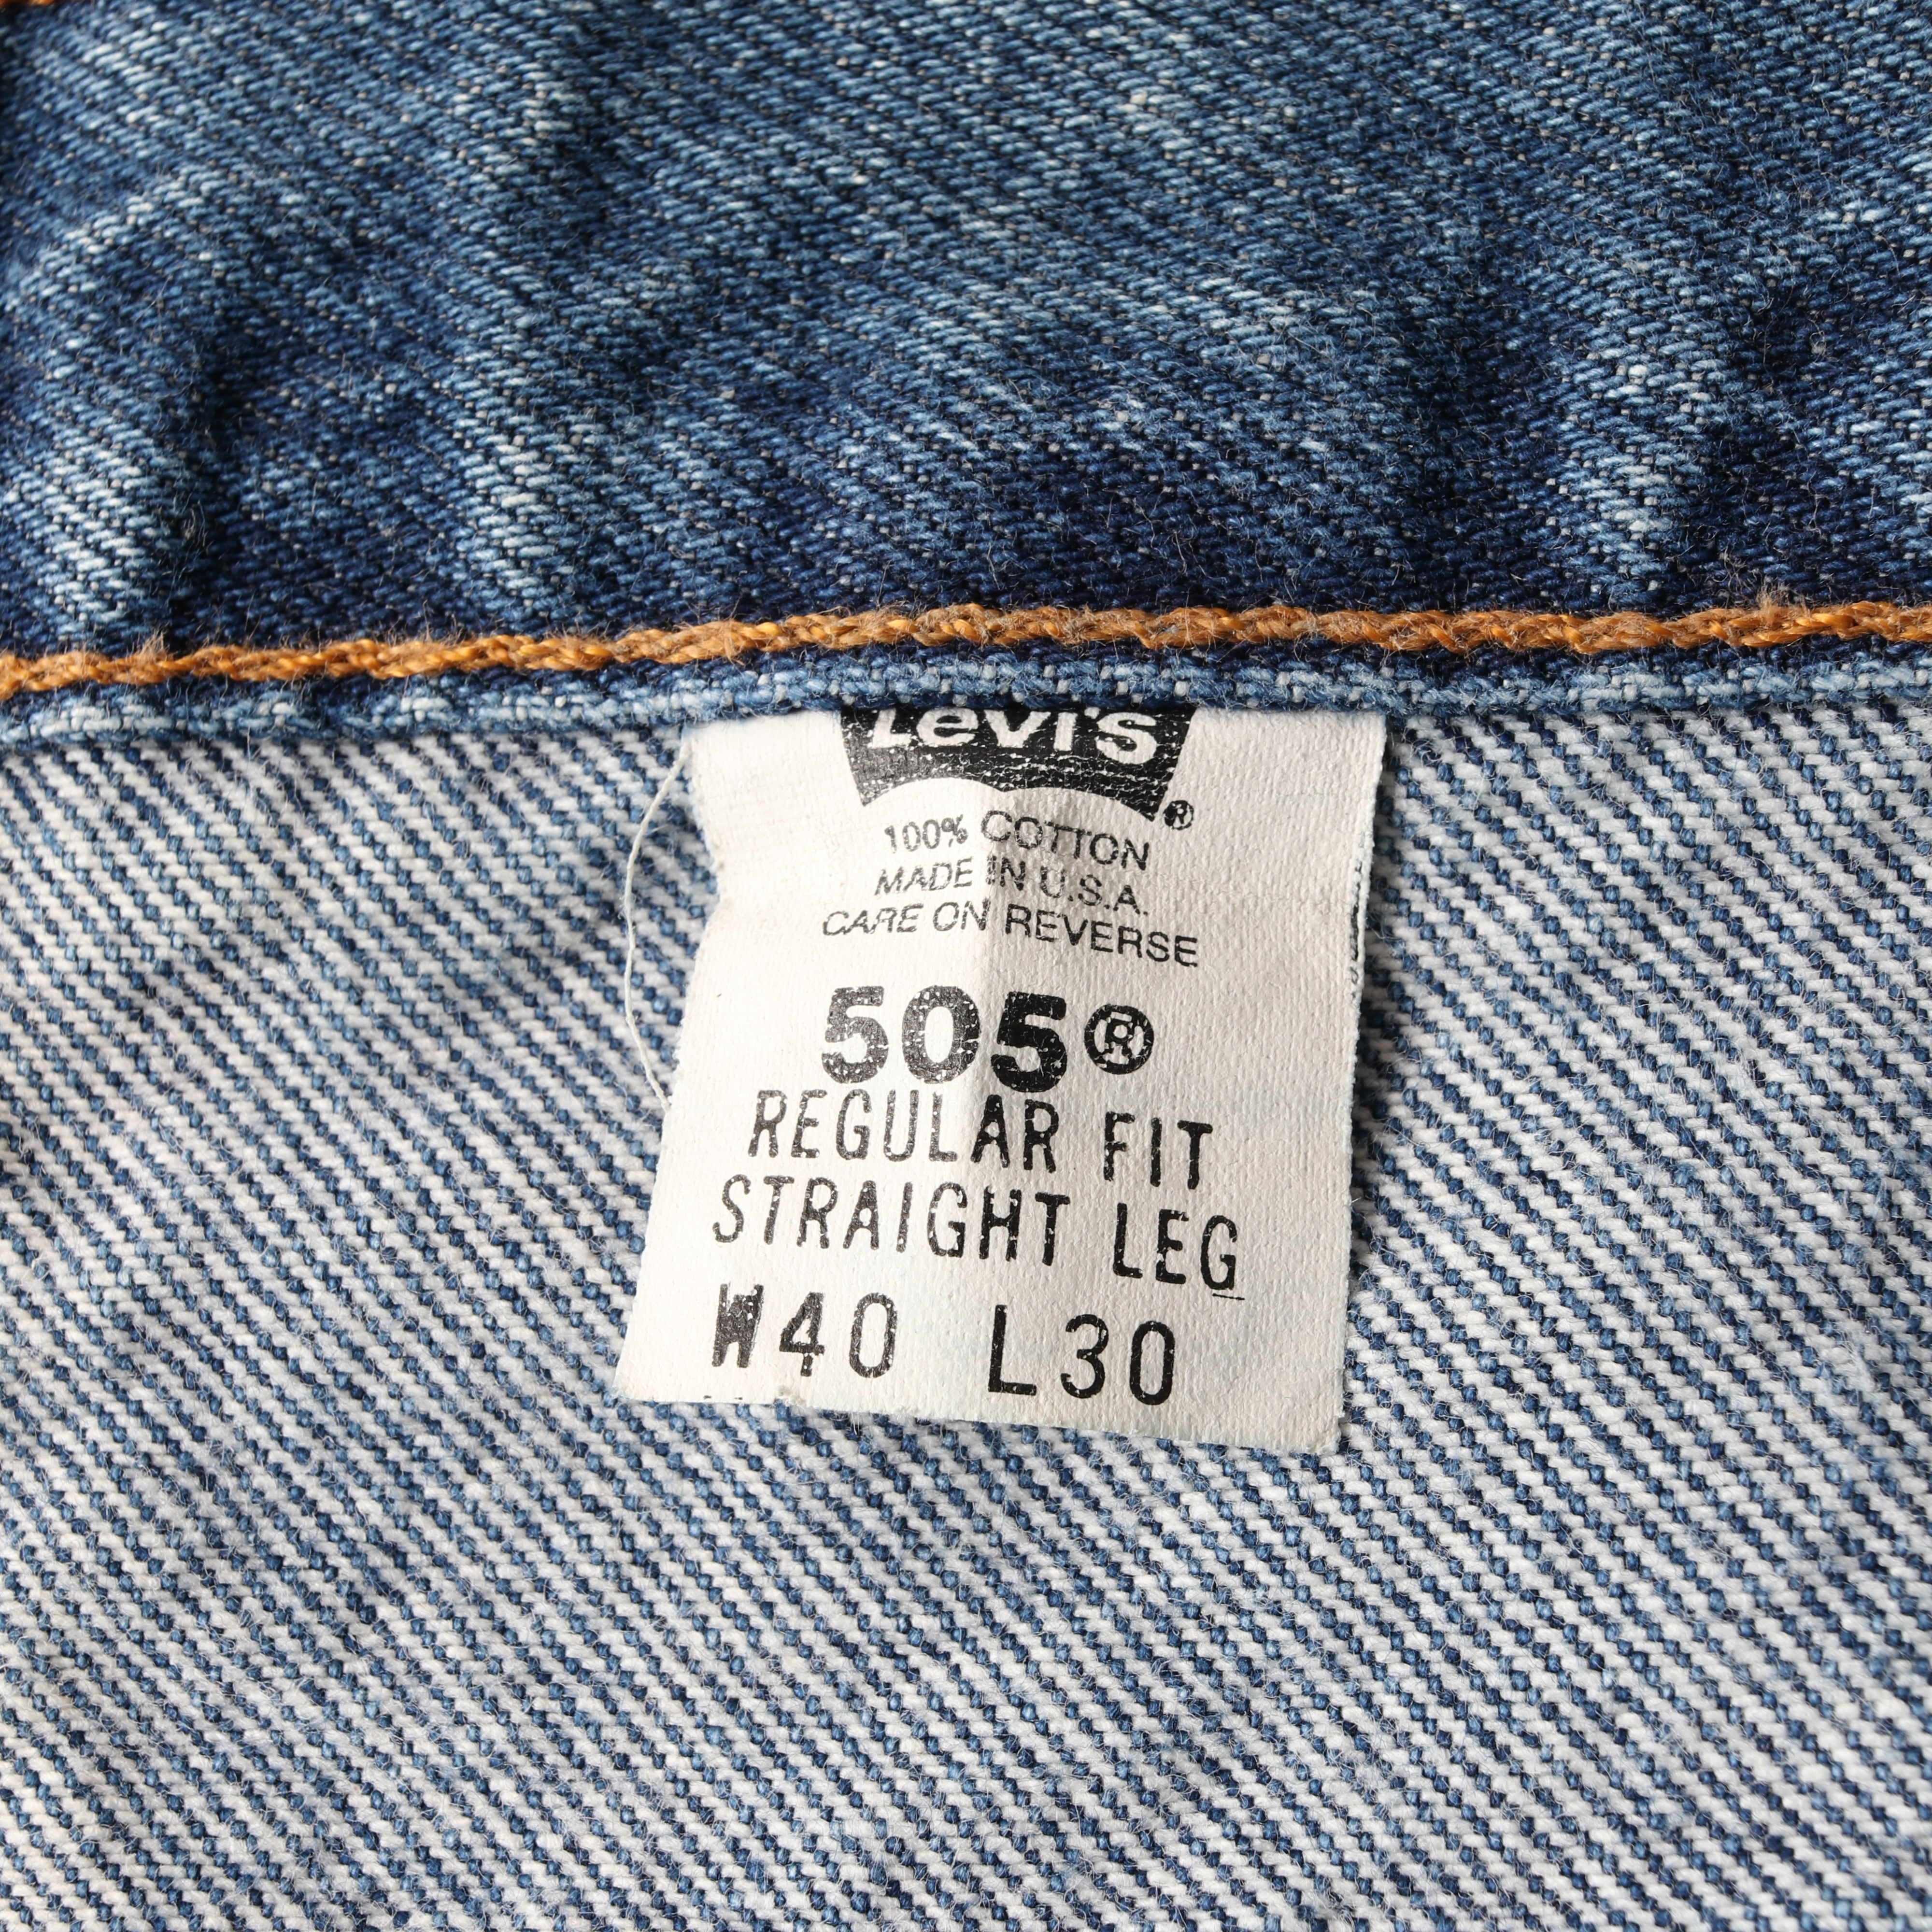 Levi's
®
100% COTTON
MADE IN U.S.A.
CARE ON REVERSE
505®
REGULAR FIT
STRAIGHT LEG
W40 L30